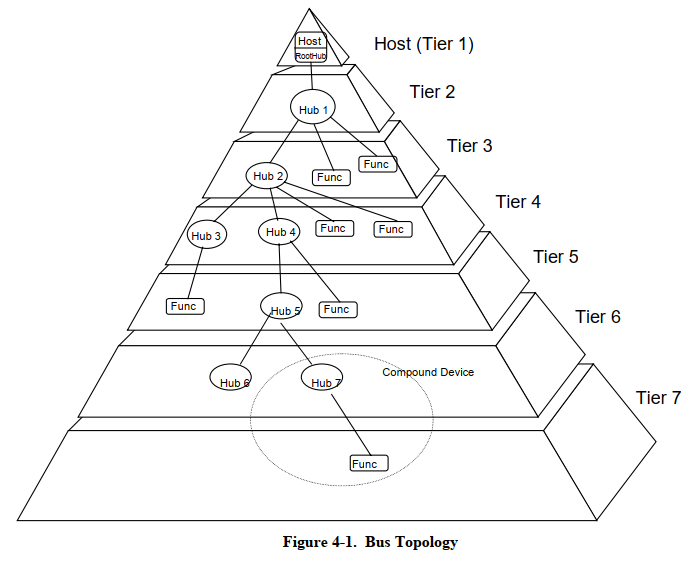 Host
RootHub
Host (Tier 1)
Hub 1
Tier 2
Hub 2
Func
Func
Tier 3
Hub 3
Hub 4
Func
Func
Tier 4
Func
Hub 5
Func
Tier 5
Hub 6
Hub 7
Compound Device
Tier 6
Func
Tier 7
Figure 4-1. Bus Topology